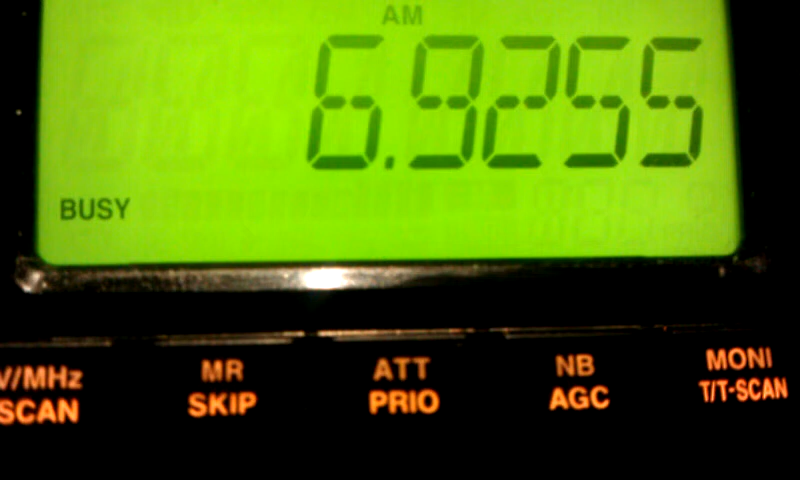 AM
6.9255
BUSY
V/MHz MR ATT NB MONI
SCAN SKIP PRIO AGC T/T-SCAN